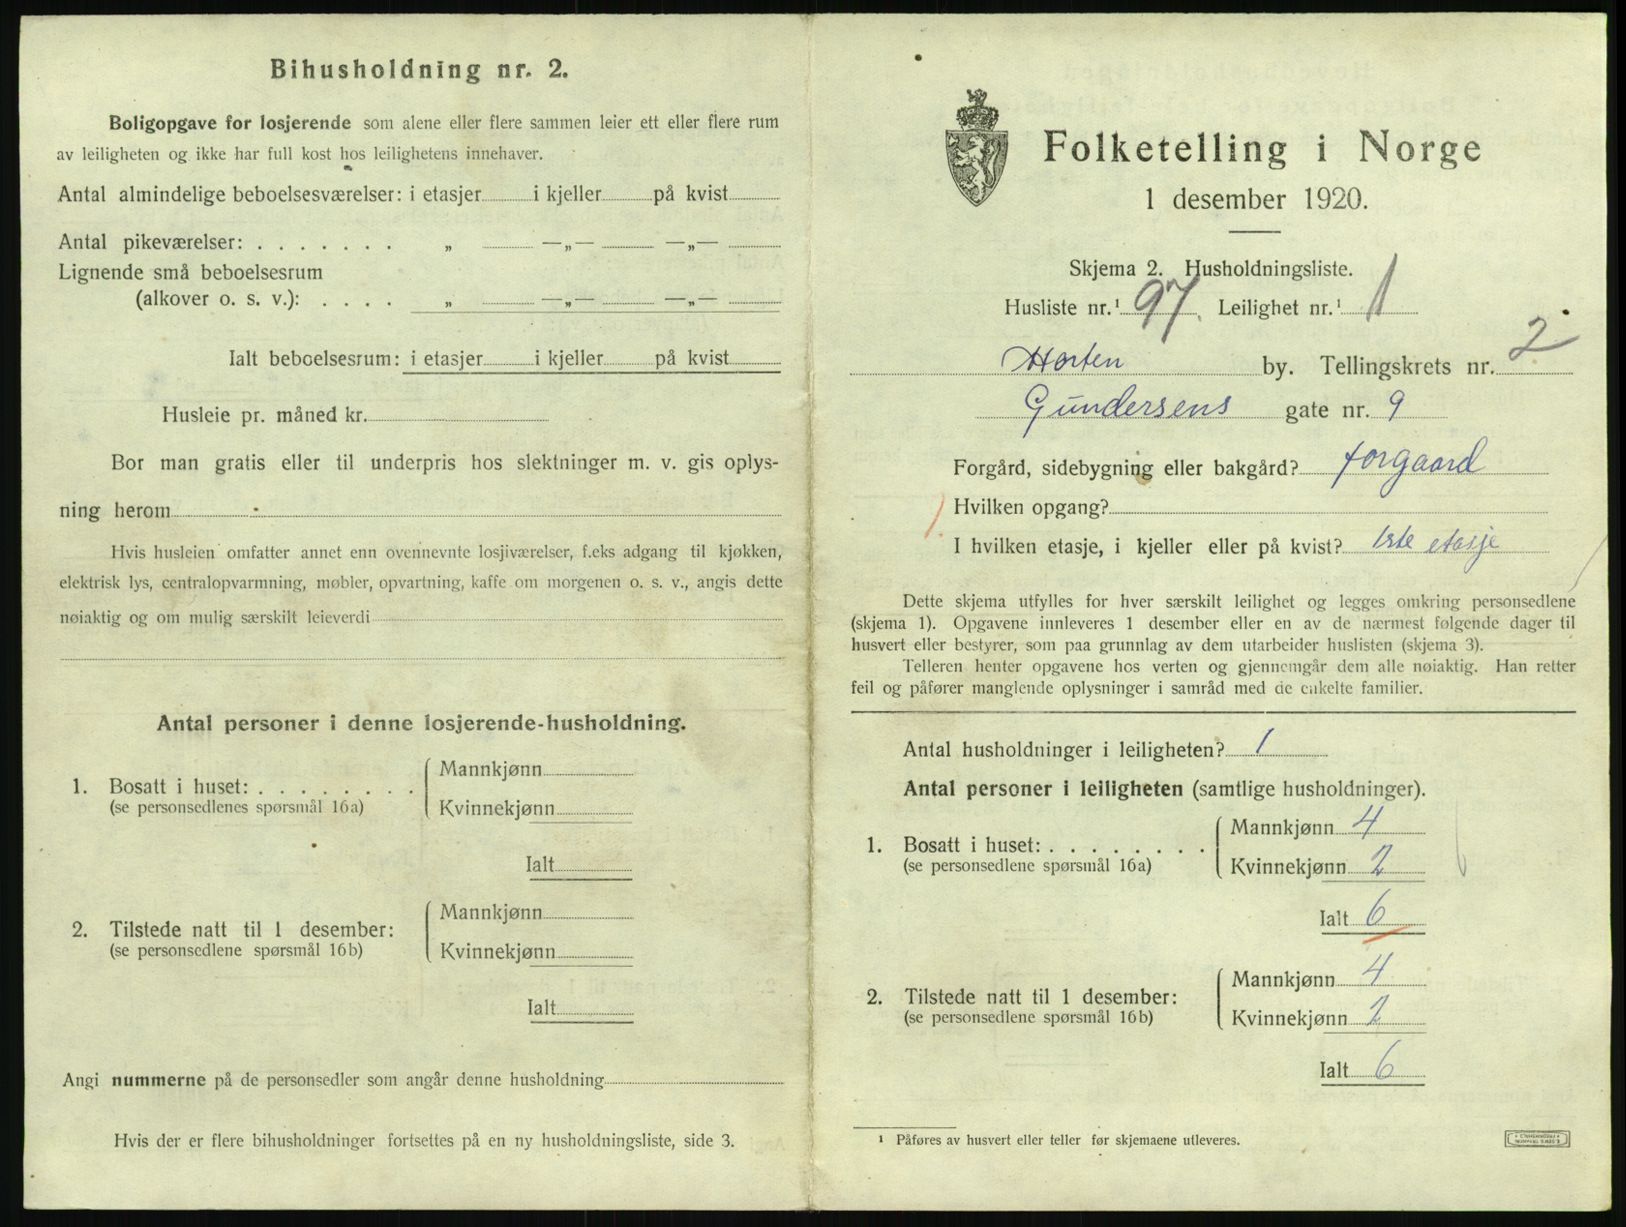 Bihusholdning nr. 2.
Boligopgave for losjerende som alene eller flere sammen leier ett eller flere rum
av leiligheten og ikke har full kost hos leilighetens innehaver.
Antal almindelige beboelsesværelser: i etasjer i kjeller på kvist
Antal pikeværelser: . . . . . . . „ —„— —„—
Lignende små beboelsesrum
(alkover o. s. v.): . . . . „ —„— —„—
Ialt beboelsesrum: i etasjer i kjeller på kvist
Husleie pr. måned kr.
Bor man gratis eller til underpris hos slektninger m. v. gis oplys-
ning herom
Hvis husleien omfatter annet enn ovennevnte losjiværelser, f.eks adgang til kjøkken,
elektrisk lys, centralopvarmning, møbler, opvartning, kaffe om morgenen o. s. v., angis dette
nøiaktig og om mulig særskilt leieverdi
Antal personer i denne losjerende-husholdning.
1. Bosatt i huset: . . . . . . . . Mannkjønn
(se personsedlenes spørsmål 16a) Kvinnekjønn
Ialt
2. Tilstede natt til 1 desember: Mannkjønn
(se personsedlene spørsmål 16b) Kvinnekjønn
Ialt
Angi nummerne på de personsedler som angår denne husholdning
Hvis der er flere bihusholdninger fortsettes på en ny husholdningsliste, side 3.
Folketelling i Norge
1 desember 1920.
Skjema 2. Husholdningsliste.
Husliste nr.¹ 97. Leilighet nr.¹ 1
Horten by. Tellingskrets nr. 2
Gundersens gate nr. 9
Forgård, sidebygning eller bakgård? forgaard
Hvilken opgang?
1. I hvilken etasje, i kjeller eller på kvist? 1ste etasje
Dette skjema utfylles for hver særskilt leilighet og legges omkring personsedlene
(skjema 1). Opgavene innleveres 1 desember eller en av de nærmest følgende dager til
husvert eller bestyrer, som paa grunnlag av dem utarbeider huslisten (skjema 3).
Telleren henter opgavene hos verten og gjennemgår dem alle nøiaktig. Han retter
feil og påfører manglende oplysninger i samråd med de enkelte familier.
Antal husholdninger i leiligheten? 1
Antal personer i leiligheten (samtlige husholdninger).
1. Bosatt i huset: . . . . . . . . Mannkjønn 4
(se personsedlene spørsmål 16a) Kvinnekjønn 2
Ialt 6
2. Tilstede natt til 1 desember: Mannkjønn 4
(se personsedlene spørsmål 16b) Kvinnekjønn 2
Ialt 6
¹ Påføres av husvert eller teller før skjemaene utleveres.